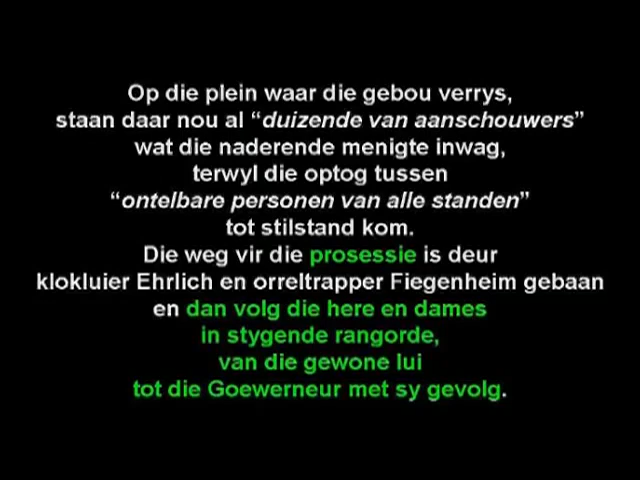 Op die plein waar die gebou verrys,
staan daar nou al “duizende van aanschouwers”
wat die naderende menigte inwag,
terwyl die optog tussen
“ontelbare personen van alle standen”
tot stilstand kom.
Die weg vir die prosessie is deur
klokluier Ehrlich en orreltrapper Fiegenheim gebaan
en dan volg die here en dames
in stygende rangorde,
van die gewone lui
tot die Goewerneur met sy gevolg.